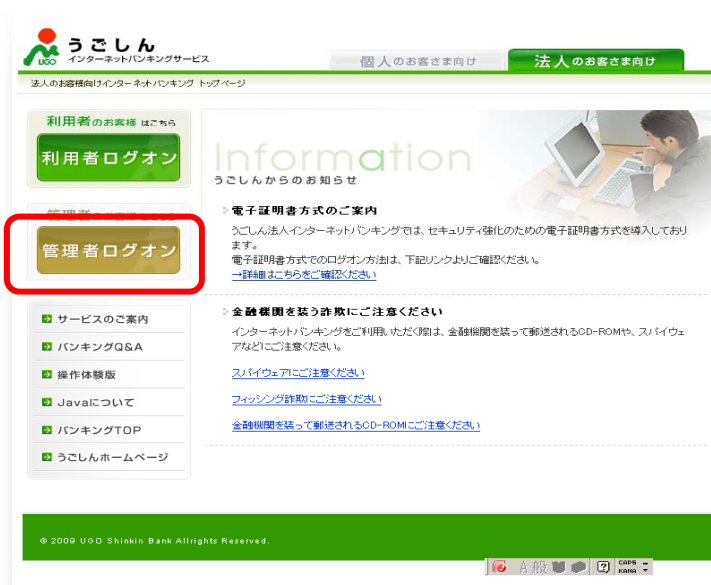 うごしん
インターネットバンキングサービス
UGO
個人のお客さま向け
法人のお客さま向け
法人のお客様向けインターネットバンキング トップページ
利用者のお客様 はこちら
利用者ログオン
管理者のお客様 はこちら
管理者ログオン
サービスのご案内
バンキングQ&A
操作体験版
Javaについて
バンキングTOP
うごしんホームページ
Information
うごしんからのお知らせ
電子証明書方式のご案内
うごしん法人インターネットバンキングでは、セキュリティ強化のための電子証明書方式を導入しており
ます。
電子証明書方式でのログオン方法は、下記リンクよりご確認ください。
→詳細はこちらをご確認ください
金融機関を装う詐欺にご注意ください
インターネットバンキングをご利用いただく際は、金融機関を装って郵送されるCD-ROMや、スパイウェ
アなどにご注意ください。
スパイウェアにご注意ください
フィッシング詐欺にご注意ください
金融機関を装って郵送されるCD-ROMにご注意ください
© 2009 UGO Shinkin Bank Allrights Reserved.
A 般
CAPS
KANA